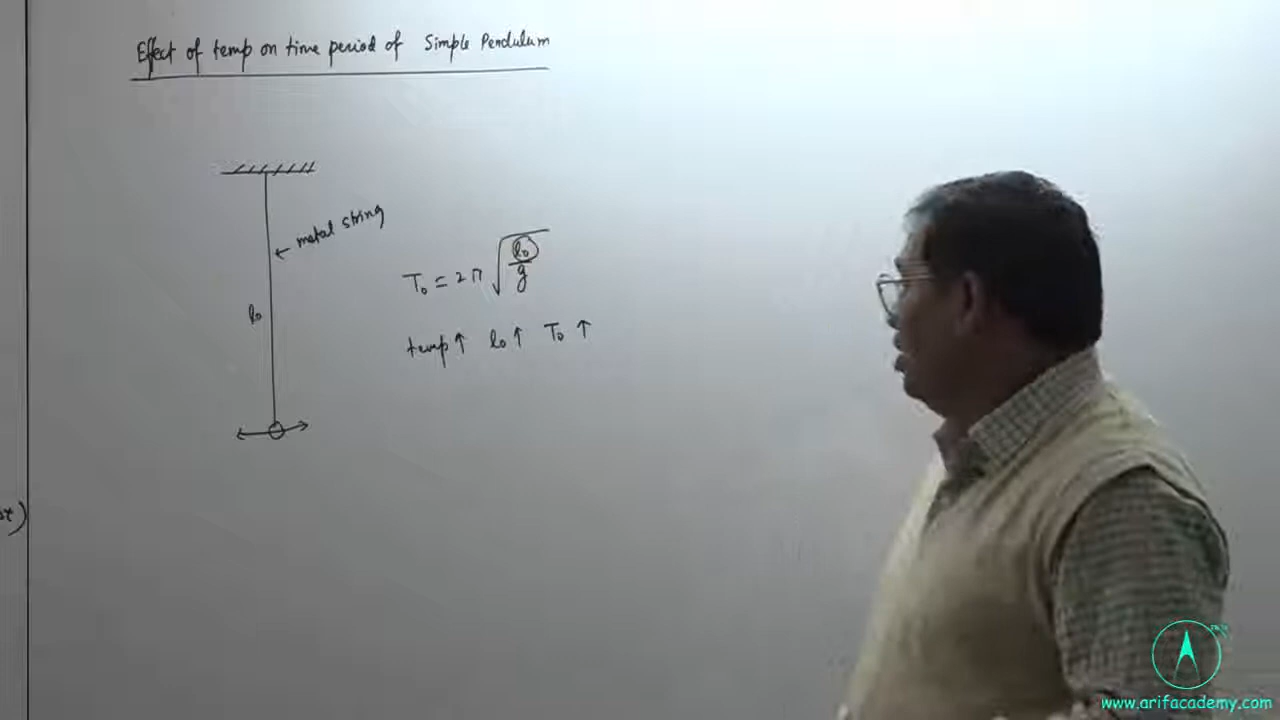 Effect of temp on time period of Simple Pendulum
metal string
T₀ = 2π √(l₀/g)
l₀
temp ↑ l₀ ↑ T₀ ↑
www.arifacademy.com